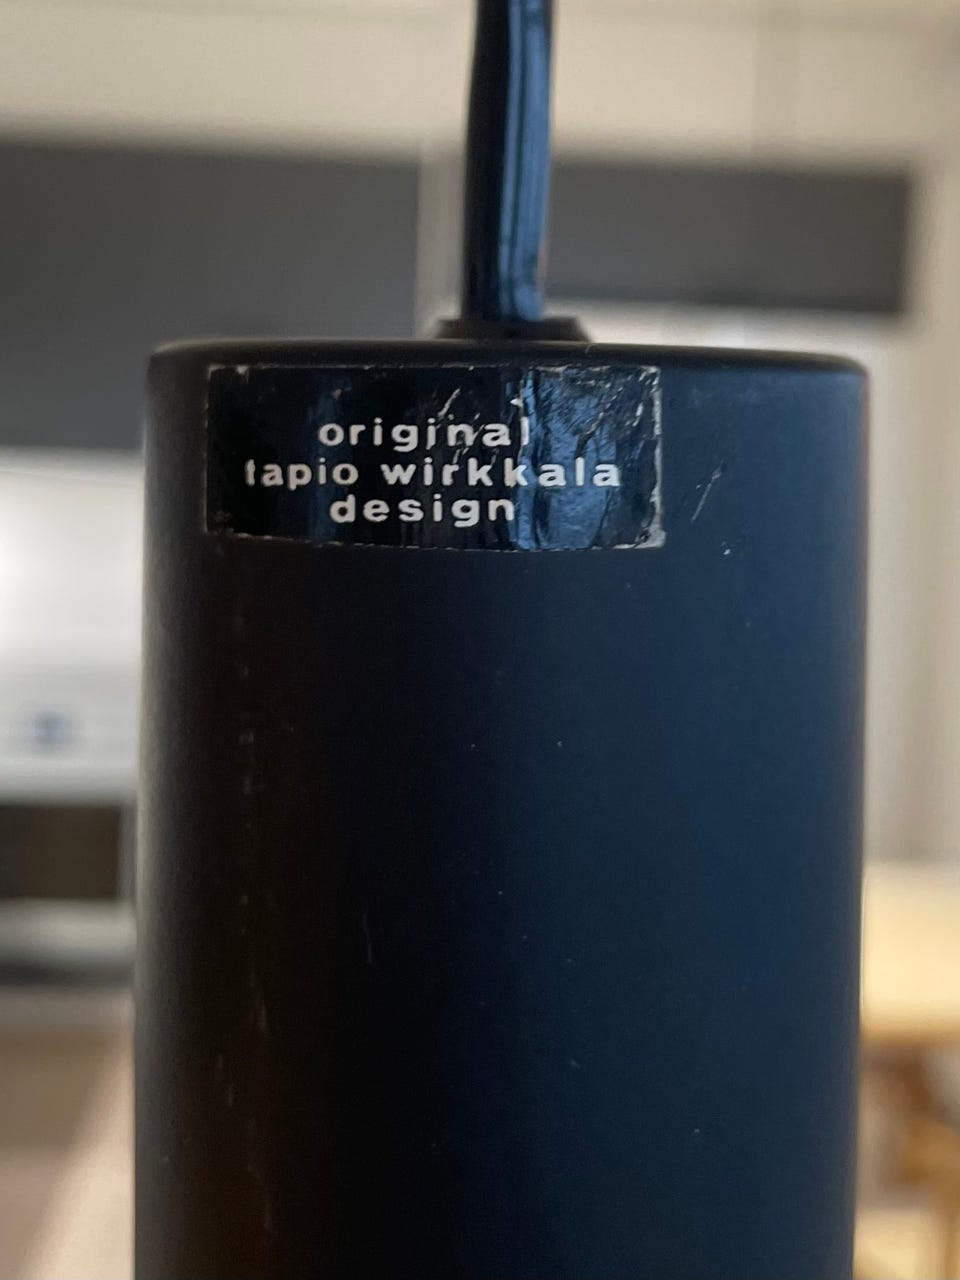 original
tapio wirkkala
design